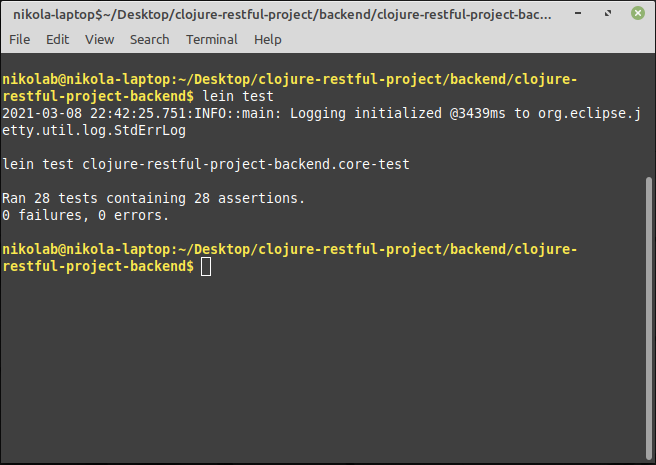 nikola-laptop$~/Desktop/clojure-restful-project/backend/clojure-restful-project-bac...
File Edit View Search Terminal Help
nikolab@nikola-laptop:~/Desktop/clojure-restful-project/backend/clojure-
restful-project-backend$ lein test
2021-03-08 22:42:25.751:INFO::main: Logging initialized @3439ms to org.eclipse.j
etty.util.log.StdErrLog
lein test clojure-restful-project-backend.core-test
Ran 28 tests containing 28 assertions.
0 failures, 0 errors.
nikolab@nikola-laptop:~/Desktop/clojure-restful-project/backend/clojure-
restful-project-backend$